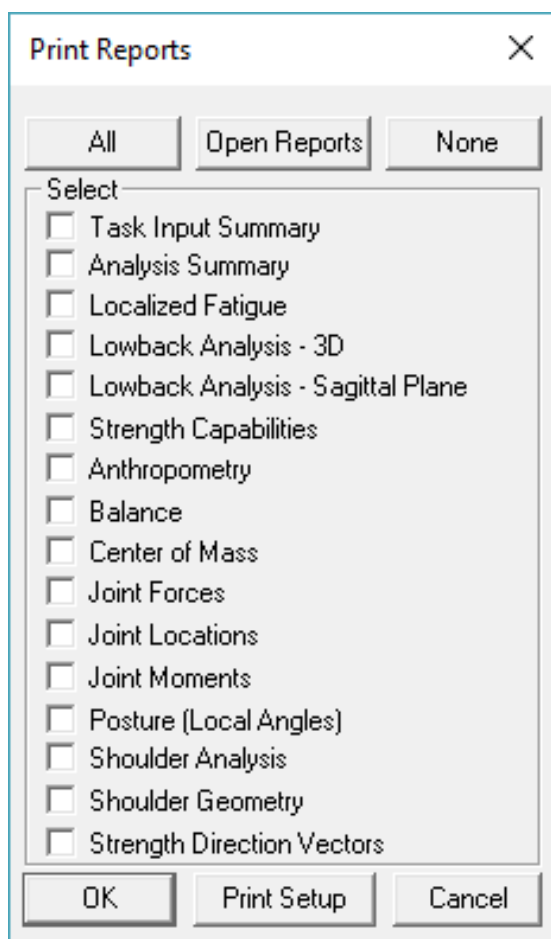 Print Reports
All Open Reports None
Select
Task Input Summary
Analysis Summary
Localized Fatigue
Lowback Analysis - 3D
Lowback Analysis - Sagittal Plane
Strength Capabilities
Anthropometry
Balance
Center of Mass
Joint Forces
Joint Locations
Joint Moments
Posture (Local Angles)
Shoulder Analysis
Shoulder Geometry
Strength Direction Vectors
OK Print Setup Cancel